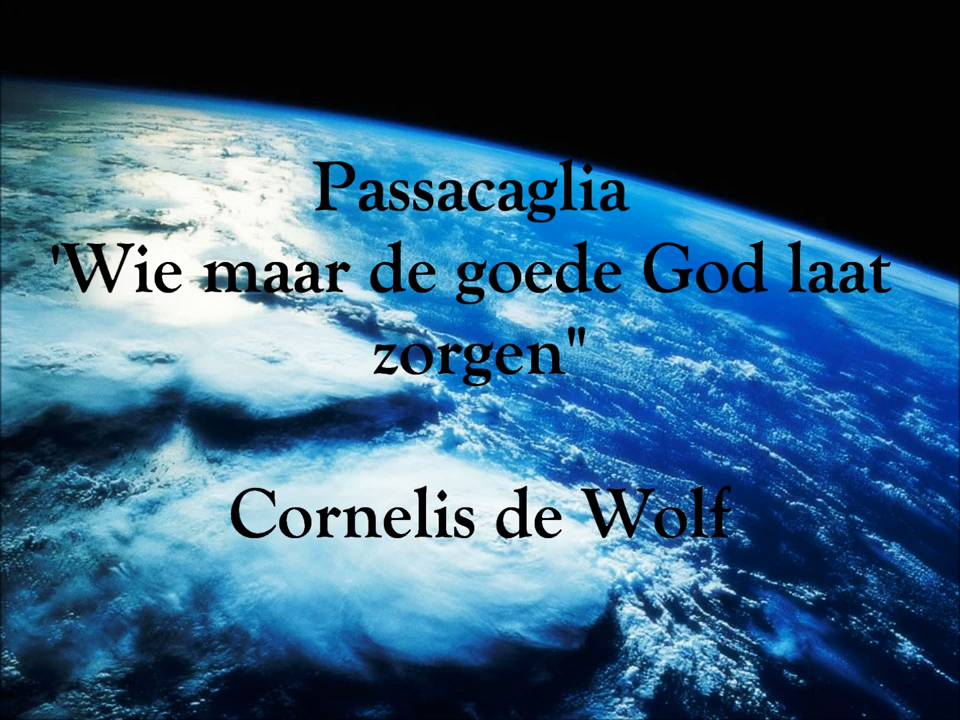 Passacaglia
'Wie maar de goede God laat
zorgen"
Cornelis de Wolf